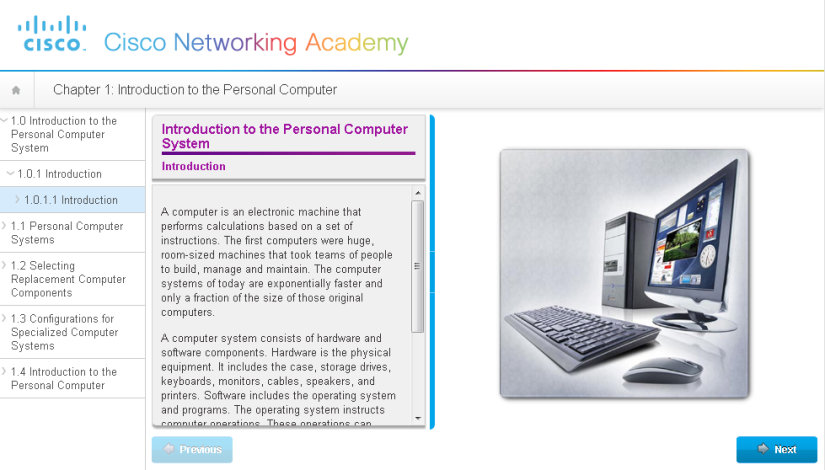 CISCO. Cisco Networking Academy
Chapter 1: Introduction to the Personal Computer
1.0 Introduction to the
Personal Computer
System
1.0.1 Introduction
1.0.1.1 Introduction
1.1 Personal Computer
Systems
1.2 Selecting
Replacement Computer
Components
1.3 Configurations for
Specialized Computer
Systems
1.4 Introduction to the
Personal Computer
Introduction to the Personal Computer
System
Introduction
A computer is an electronic machine that
performs calculations based on a set of
instructions. The first computers were huge,
room-sized machines that took teams of people
to build, manage and maintain. The computer
systems of today are exponentially faster and
only a fraction of the size of those original
computers.
A computer system consists of hardware and
software components. Hardware is the physical
equipment. It includes the case, storage drives,
keyboards, monitors, cables, speakers, and
printers. Software includes the operating system
and programs. The operating system instructs
computer operations. These operations can
Previous
Next